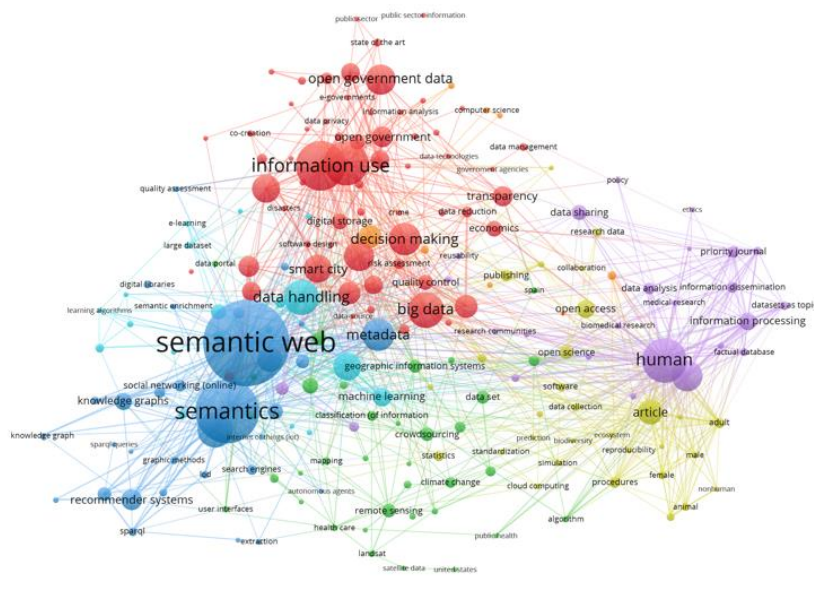 public sector
public sector information
state of the art
open government data
e-governments
information analysis
computer science
data privacy
co-creation
open government
data management
information use
data technologies
government agencies
policy
quality assessment
transparency
disasters
crime
data reduction
data sharing
ethics
e-learning
digital storage
economics
research data
large dataset
software design
decision making
reusability
priority journal
data portal
smart city
risk assessment
collaboration
publishing
digital libraries
quality control
spain
data analysis
information dissemination
data handling
medical research
semantic enrichment
datasets as topic
learning algorithms
data source
big data
open access
biomedical research
information processing
semantic web
metadata
research communities
open science
factual database
human
geographic information systems
social networking (online)
software
knowledge graphs
machine learning
data set
data collection
semantics
classification (of information
article
adult
knowledge graph
sparql queries
internet of things (iot)
crowdsourcing
prediction
biodiversity
ecosystem
reproducibility
graphic methods
mapping
statistics
standardization
male
lod
search engines
simulation
female
climate change
cloud computing
procedures
nonhuman
recommender systems
autonomous agents
user interfaces
remote sensing
animal
sparql
health care
algorithm
extraction
public health
landsat
satellite data
united states